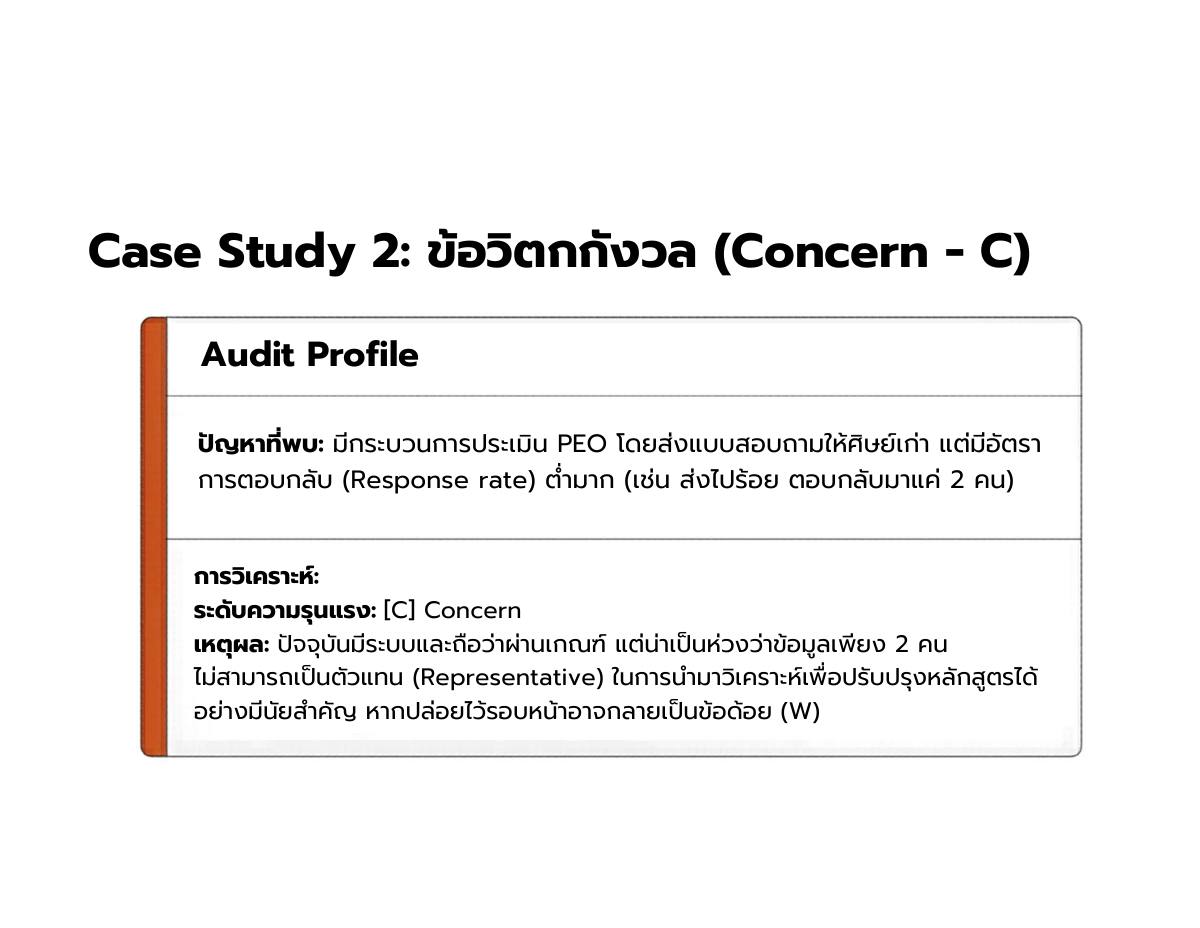 Case Study 2: ข้อวิตกกังวล (Concern - C)
Audit Profile
ปัญหาที่พบ: มีกระบวนการประเมิน PEO โดยส่งแบบสอบถามให้ศิษย์เก่า แต่มีอัตรา
การตอบกลับ (Response rate) ต่ำมาก (เช่น ส่งไปร้อย ตอบกลับมาแค่ 2 คน)
การวิเคราะห์:
ระดับความรุนแรง: [C] Concern
เหตุผล: ปัจจุบันมีระบบและถือว่าผ่านเกณฑ์ แต่น่าเป็นห่วงว่าข้อมูลเพียง 2 คน
ไม่สามารถเป็นตัวแทน (Representative) ในการนำมาวิเคราะห์เพื่อปรับปรุงหลักสูตรได้
อย่างมีนัยสำคัญ หากปล่อยไว้รอบหน้าอาจกลายเป็นข้อด้อย (W)